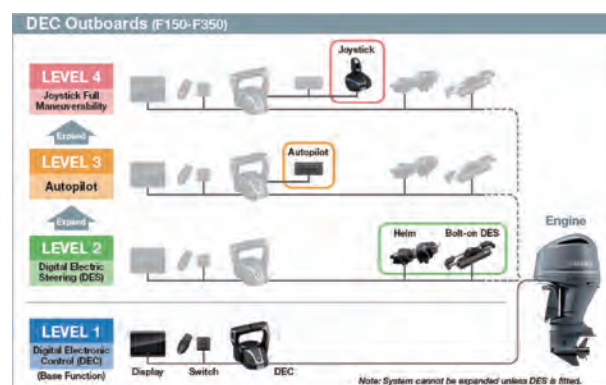 DEC Outboards (F150-F350)
Joystick
LEVEL 4
Joystick Full
Maneuverability
Expand
LEVEL 3
Autopilot
Autopilot
Expand
LEVEL 2
Digital Electric
Steering (DES)
Helm
Bolt-on DES
Engine
LEVEL 1
Digital Electronic
Control (DEC)
(Base Function)
Display
Switch
DEC
Note: System cannot be expanded unless DES is fitted.